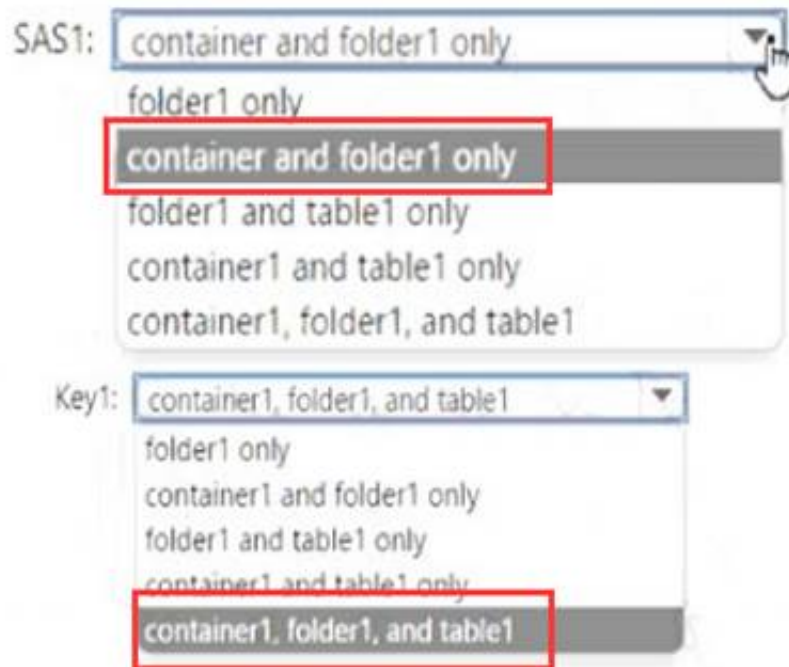 SAS1: container and folder1 only
folder1 only
container and folder1 only
folder1 and table1 only
container1 and table1 only
container1, folder1, and table1
Key1: container1, folder1, and table1
folder1 only
container1 and folder1 only
folder1 and table1 only
container1 and table1 only
container1, folder1, and table1